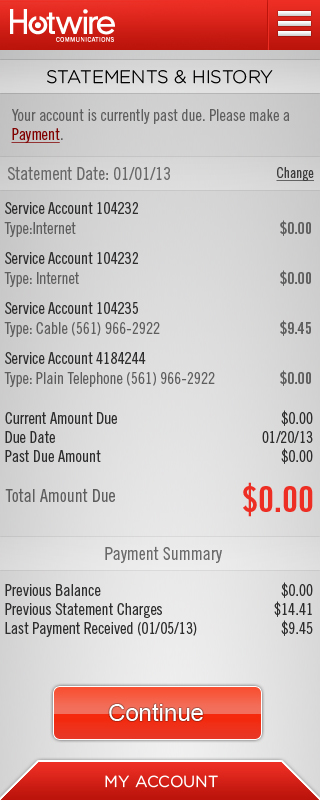 Hotwire
COMMUNICATIONS
STATEMENTS & HISTORY
Your account is currently past due. Please make a
Payment.
Statement Date: 01/01/13 Change
Service Account 104232
Type:Internet $0.00
Service Account 104232
Type: Internet $0.00
Service Account 104235
Type: Cable (561) 966-2922 $9.45
Service Account 4184244
Type: Plain Telephone (561) 966-2922 $0.00
Current Amount Due $0.00
Due Date 01/20/13
Past Due Amount $0.00
Total Amount Due $0.00
Payment Summary
Previous Balance $0.00
Previous Statement Charges $14.41
Last Payment Received (01/05/13) $9.45
Continue
MY ACCOUNT